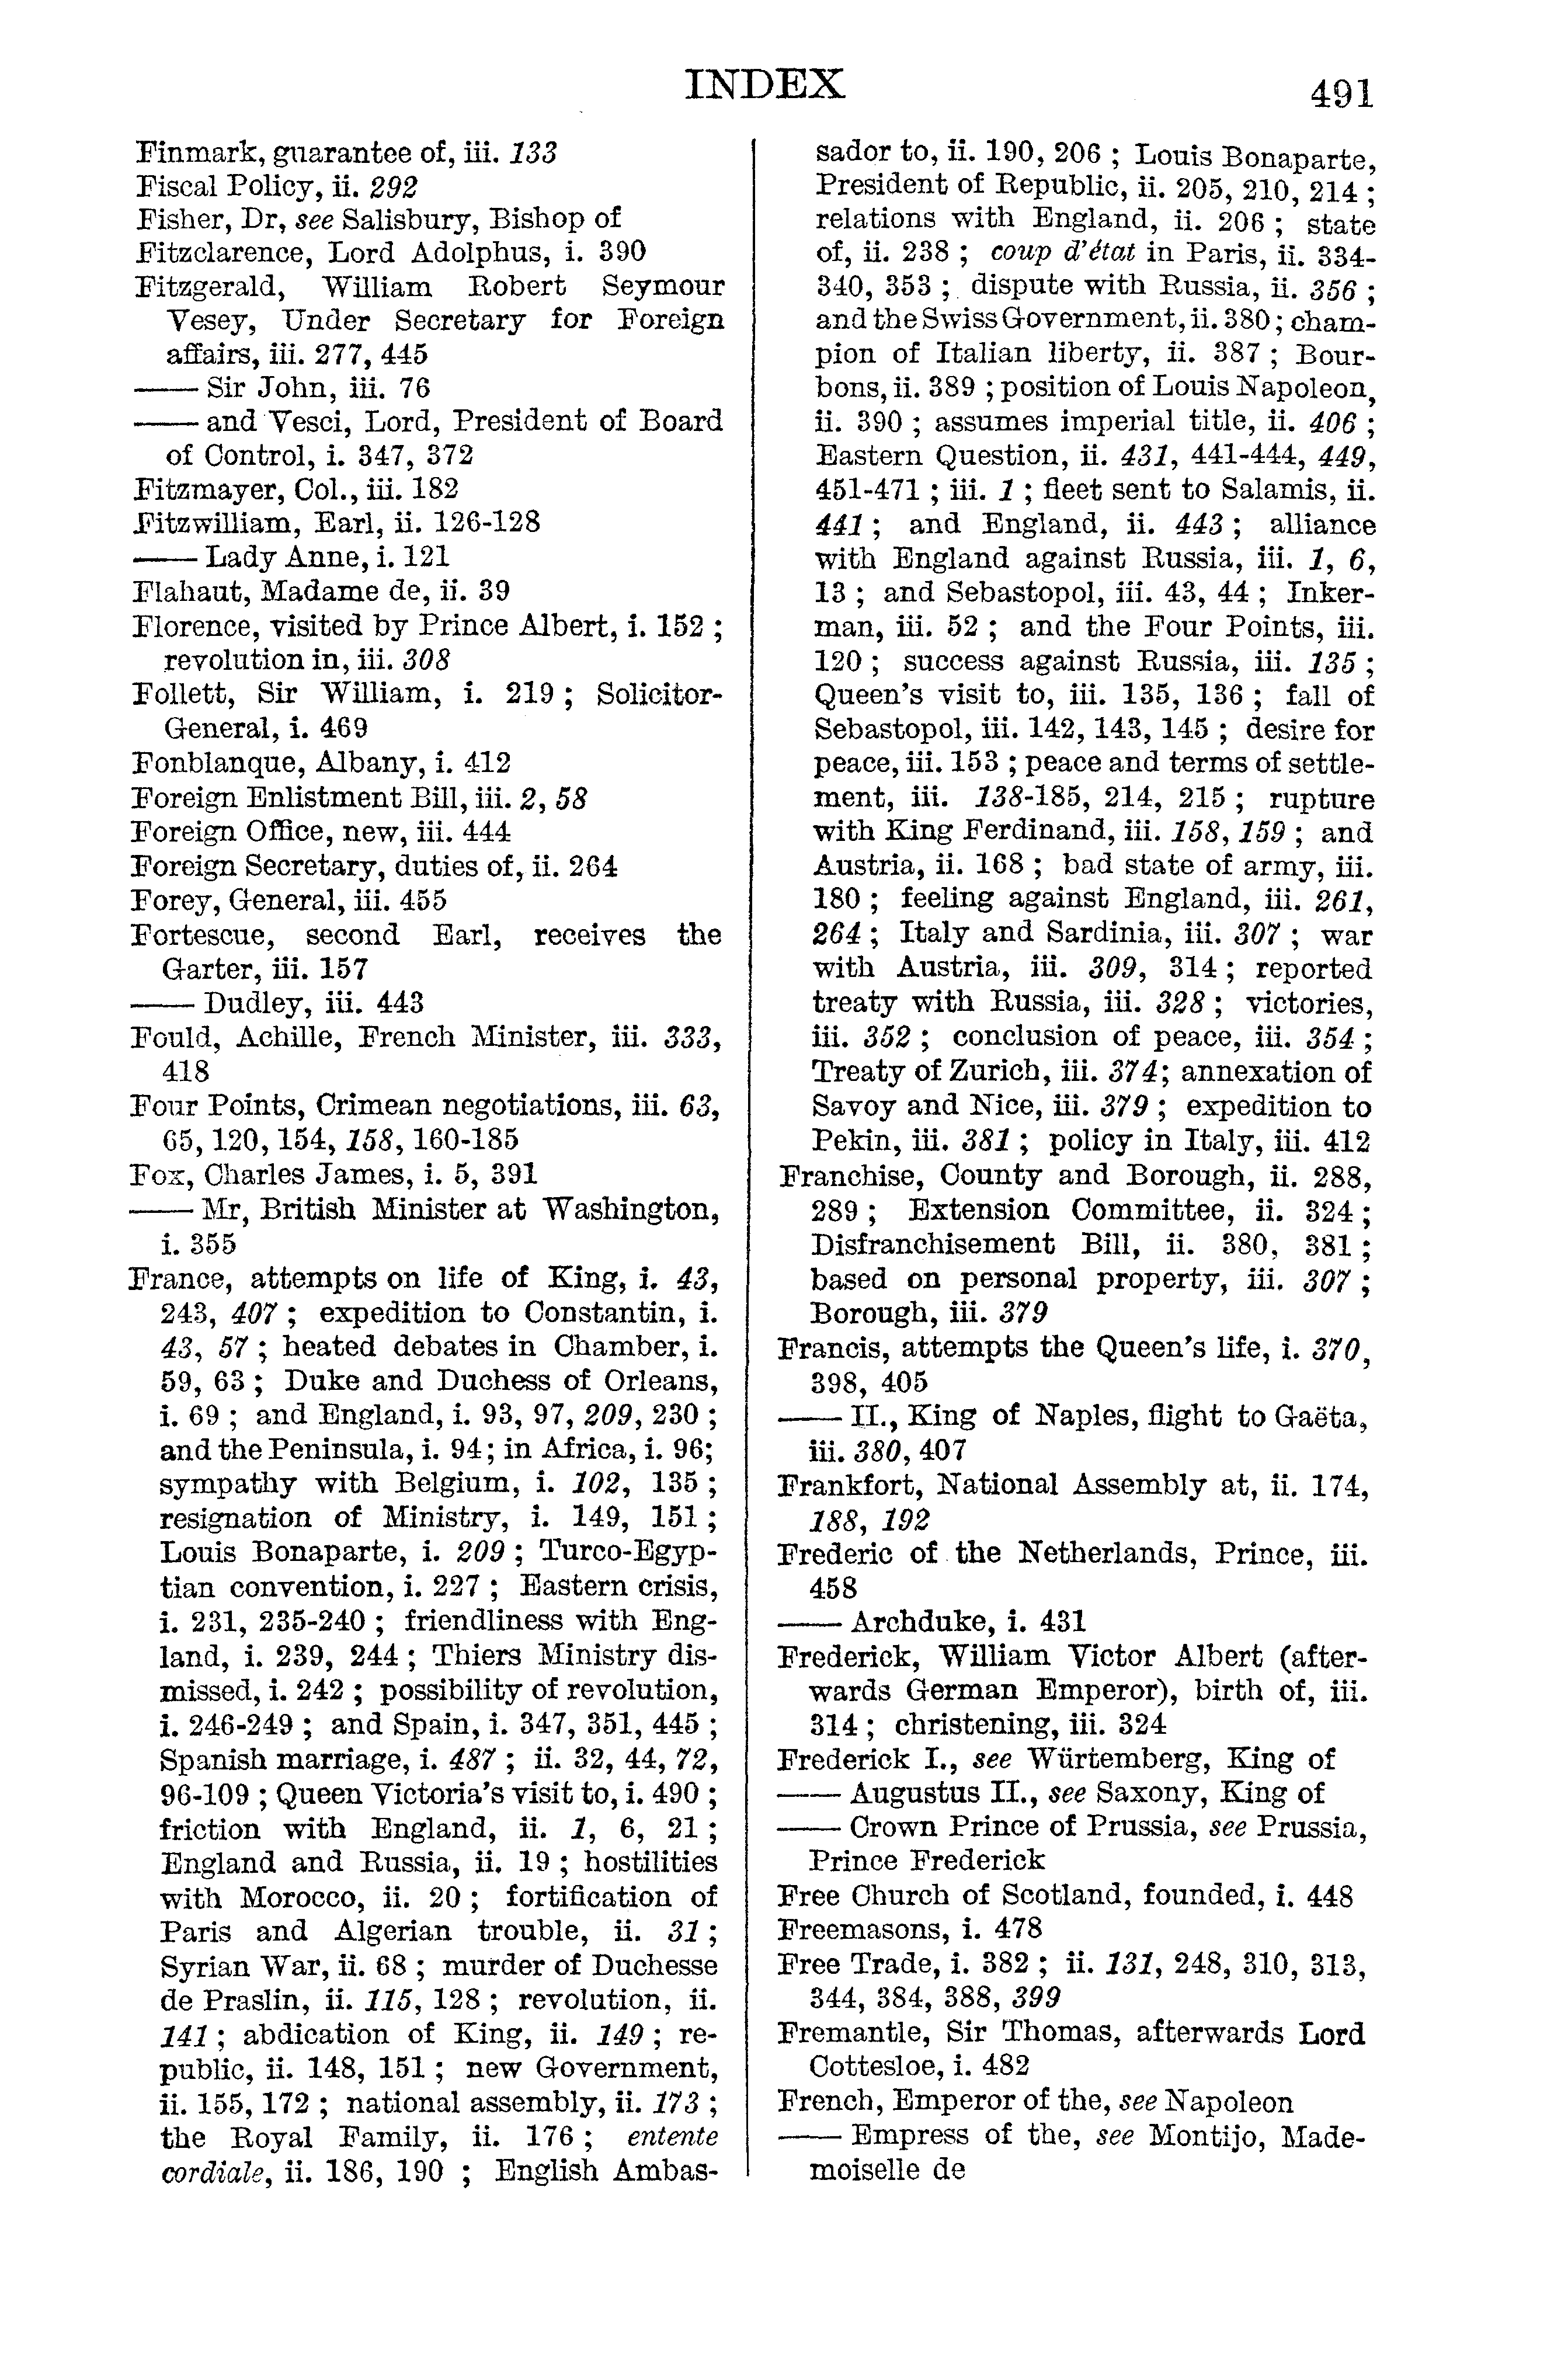 INDEX
491
Finmark, guarantee of, iii. 133
Fiscal Policy, ii. 292
Fisher, Dr, see Salisbury, Bishop of
Fitzclarence, Lord Adolphus, i. 390
Fitzgerald, William Robert Seymour
Vesey, Under Secretary for Foreign
affairs, iii. 277, 445
—— Sir John, iii. 76
—— and Vesci, Lord, President of Board
of Control, i. 347, 372
Fitzmayer, Col., iii. 182
Fitzwilliam, Earl, ii. 126-128
—— Lady Anne, i. 121
Flahaut, Madame de, ii. 39
Florence, visited by Prince Albert, i. 152 ;
revolution in, iii. 308
Follett, Sir William, i. 219 ; Solicitor-
General, i. 469
Fonblanque, Albany, i. 412
Foreign Enlistment Bill, iii. 2, 58
Foreign Office, new, iii. 444
Foreign Secretary, duties of, ii. 264
Forey, General, iii. 455
Fortescue, second Earl, receives the
Garter, iii. 157
—— Dudley, iii. 443
Fould, Achille, French Minister, iii. 333,
418
Four Points, Crimean negotiations, iii. 63,
65, 120, 154, 158, 160-185
Fox, Charles James, i. 5, 391
—— Mr, British Minister at Washington,
i. 355
France, attempts on life of King, i. 43,
243, 407 ; expedition to Constantin, i.
43, 57 ; heated debates in Chamber, i.
59, 63 ; Duke and Duchess of Orleans,
i. 69 ; and England, i. 93, 97, 209, 230 ;
and the Peninsula, i. 94 ; in Africa, i. 96;
sympathy with Belgium, i. 102, 135 ;
resignation of Ministry, i. 149, 151 ;
Louis Bonaparte, i. 209 ; Turco-Egyp-
tian convention, i. 227 ; Eastern crisis,
i. 231, 235-240 ; friendliness with Eng-
land, i. 239, 244 ; Thiers Ministry dis-
missed, i. 242 ; possibility of revolution,
i. 246-249 ; and Spain, i. 347, 351, 445 ;
Spanish marriage, i. 487 ; ii. 32, 44, 72,
96-109 ; Queen Victoria's visit to, i. 490 ;
friction with England, ii. 1, 6, 21 ;
England and Russia, ii. 19 ; hostilities
with Morocco, ii. 20 ; fortification of
Paris and Algerian trouble, ii. 31 ;
Syrian War, ii. 68 ; murder of Duchesse
de Praslin, ii. 115, 128 ; revolution, ii.
141 ; abdication of King, ii. 149 ; re-
public, ii. 148, 151 ; new Government,
ii. 155, 172 ; national assembly, ii. 173 ;
the Royal Family, ii. 176 ; entente
cordiale, ii. 186, 190 ; English Ambas-
sador to, ii. 190, 206 ; Louis Bonaparte,
President of Republic, ii. 205, 210, 214 ;
relations with England, ii. 206 ; state
of, ii. 238 ; coup d'état in Paris, ii. 334-
340, 353 ; dispute with Russia, ii. 356 ;
and the Swiss Government, ii. 380 ; cham-
pion of Italian liberty, ii. 387 ; Bour-
bons, ii. 389 ; position of Louis Napoleon,
ii. 390 ; assumes imperial title, ii. 406 ;
Eastern Question, ii. 431, 441-444, 449,
451-471 ; iii. 1 ; fleet sent to Salamis, ii.
441 ; and England, ii. 443 ; alliance
with England against Russia, iii. 1, 6,
13 ; and Sebastopol, iii. 43, 44 ; Inker-
man, iii. 52 ; and the Four Points, iii.
120 ; success against Russia, iii. 135 ;
Queen's visit to, iii. 135, 136 ; fall of
Sebastopol, iii. 142, 143, 145 ; desire for
peace, iii. 153 ; peace and terms of settle-
ment, iii. 138-185, 214, 215 ; rupture
with King Ferdinand, iii. 158, 159 ; and
Austria, ii. 168 ; bad state of army, iii.
180 ; feeling against England, iii. 261,
264 ; Italy and Sardinia, iii. 307 ; war
with Austria, iii. 309, 314 ; reported
treaty with Russia, iii. 328 ; victories,
iii. 352 ; conclusion of peace, iii. 354 ;
Treaty of Zurich, iii. 374; annexation of
Savoy and Nice, iii. 379 ; expedition to
Pekin, iii. 381 ; policy in Italy, iii. 412
Franchise, County and Borough, ii. 288,
289 ; Extension Committee, ii. 324 ;
Disfranchisement Bill, ii. 380, 381 ;
based on personal property, iii. 307 ;
Borough, iii. 379
Francis, attempts the Queen's life, i. 370,
398, 405
—— II., King of Naples, flight to Gaëta,
iii. 380, 407
Frankfort, National Assembly at, ii. 174,
188, 192
Frederic of the Netherlands, Prince, iii.
458
—— Archduke, i. 431
Frederick, William Victor Albert (after-
wards German Emperor), birth of, iii.
314 ; christening, iii. 324
Frederick I., see Würtemberg, King of
—— Augustus II., see Saxony, King of
—— Crown Prince of Prussia, see Prussia,
Prince Frederick
Free Church of Scotland, founded, i. 448
Freemasons, i. 478
Free Trade, i. 382 ; ii. 131, 248, 310, 313,
344, 384, 388, 399
Fremantle, Sir Thomas, afterwards Lord
Cottesloe, i. 482
French, Emperor of the, see Napoleon
—— Empress of the, see Montijo, Made-
moiselle de